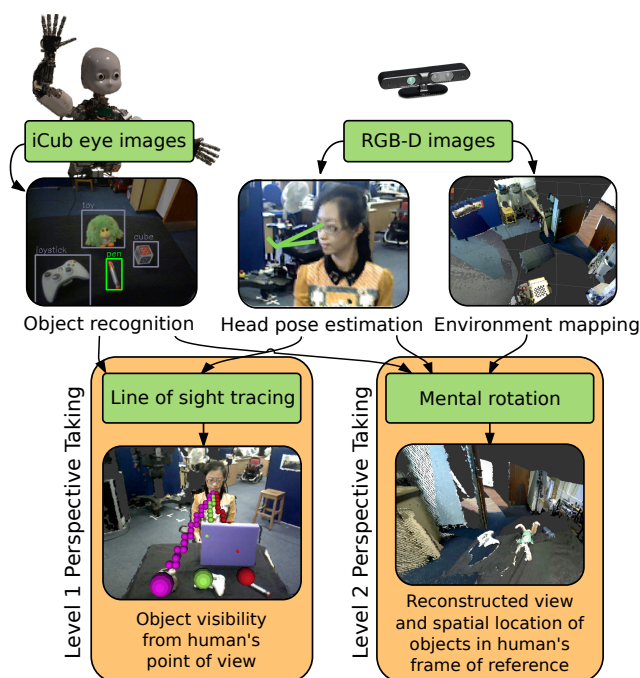 iCub eye images
RGB-D images
toy
cube
joystick
pen
Object recognition
Head pose estimation
Environment mapping
Level 1 Perspective Taking
Line of sight tracing
Object visibility
from human's
point of view
Level 2 Perspective Taking
Mental rotation
Reconstructed view
and spatial location of
objects in human's
frame of reference